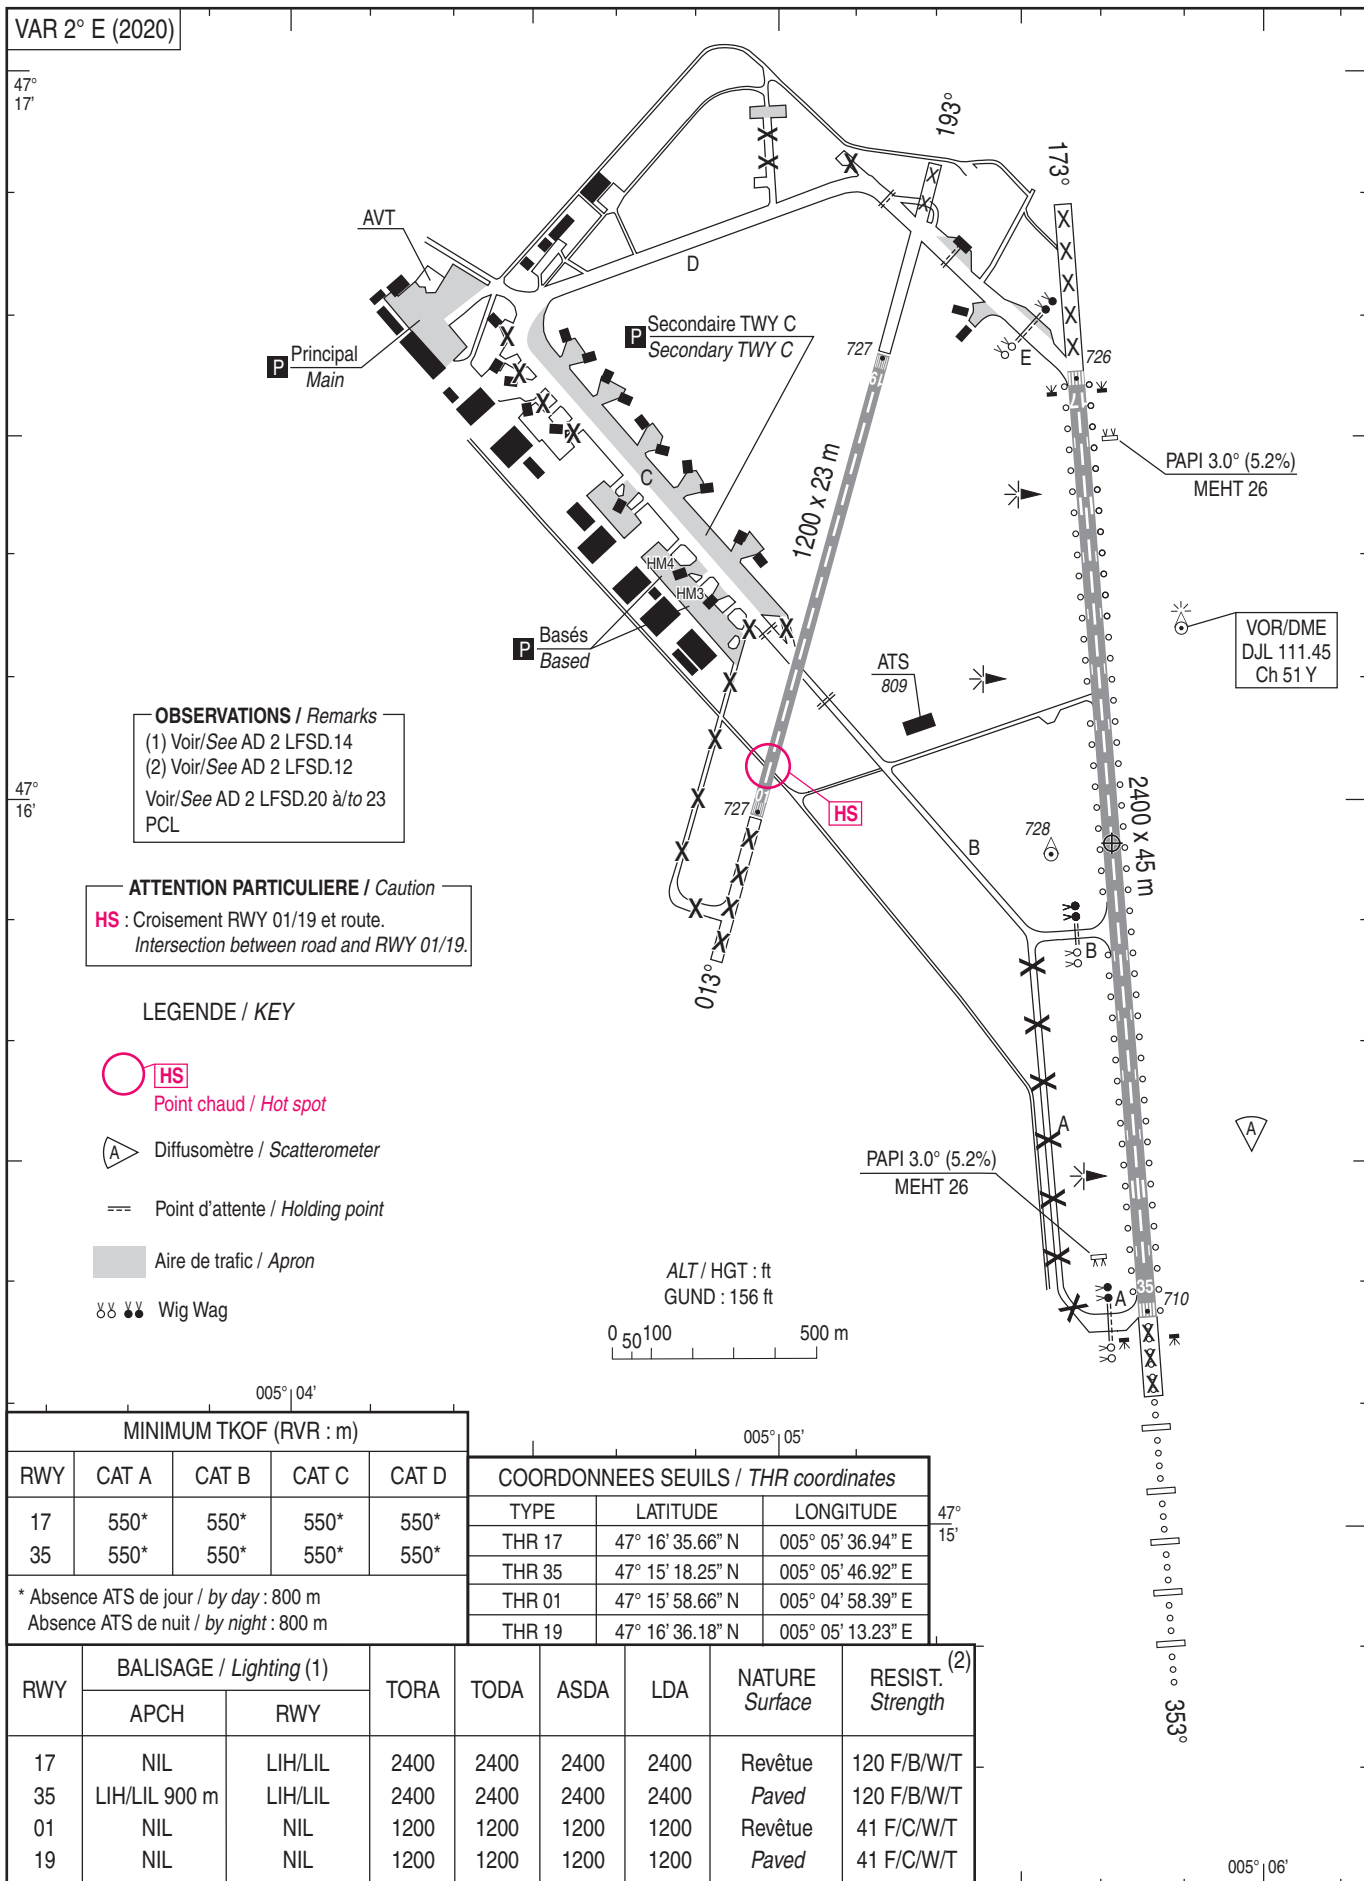 VAR 2° E (2020)
47°
17'
193°
173°
AVT
D
P Secondaire TWY C
Secondary TWY C
P Principal
Main
727
19
E
726
17
PAPI 3.0° (5.2%)
MEHT 26
C
1200 x 23 m
HM4
HM3
P Basés
Based
VOR/DME
DJL 111.45
Ch 51 Y
ATS
809
OBSERVATIONS / Remarks
(1) Voir/See AD 2 LFSD.14
(2) Voir/See AD 2 LFSD.12
Voir/See AD 2 LFSD.20 à/to 23
PCL
47°
16'
727
HS
2400 x 45 m
728
B
ATTENTION PARTICULIERE / Caution
HS : Croisement RWY 01/19 et route.
Intersection between road and RWY 01/19.
B
013°
LEGENDE / KEY
HS
Point chaud / Hot spot
A Diffusomètre / Scatterometer
A
A
PAPI 3.0° (5.2%)
MEHT 26
Point d'attente / Holding point
Aire de trafic / Apron
Wig Wag
ALT / HGT : ft
GUND : 156 ft
0 50 100 500 m
35
A
710
005° 04'
005° 05'
MINIMUM TKOF (RVR : m)
RWY CAT A CAT B CAT C CAT D
17 550* 550* 550* 550*
35 550* 550* 550* 550*
* Absence ATS de jour / by day : 800 m
Absence ATS de nuit / by night : 800 m
COORDONNEES SEUILS / THR coordinates
TYPE LATITUDE LONGITUDE
THR 17 47° 16' 35.66" N 005° 05' 36.94" E
THR 35 47° 15' 18.25" N 005° 05' 46.92" E
THR 01 47° 15' 58.66" N 005° 04' 58.39" E
THR 19 47° 16' 36.18" N 005° 05' 13.23" E
47°
15'
353°
RWY BALISAGE / Lighting (1) TORA TODA ASDA LDA NATURE RESIST. (2)
Surface Strength
APCH RWY
17 NIL LIH/LIL 2400 2400 2400 2400 Revêtue 120 F/B/W/T
35 LIH/LIL 900 m LIH/LIL 2400 2400 2400 2400 Paved 120 F/B/W/T
01 NIL NIL 1200 1200 1200 1200 Revêtue 41 F/C/W/T
19 NIL NIL 1200 1200 1200 1200 Paved 41 F/C/W/T
005° 06'